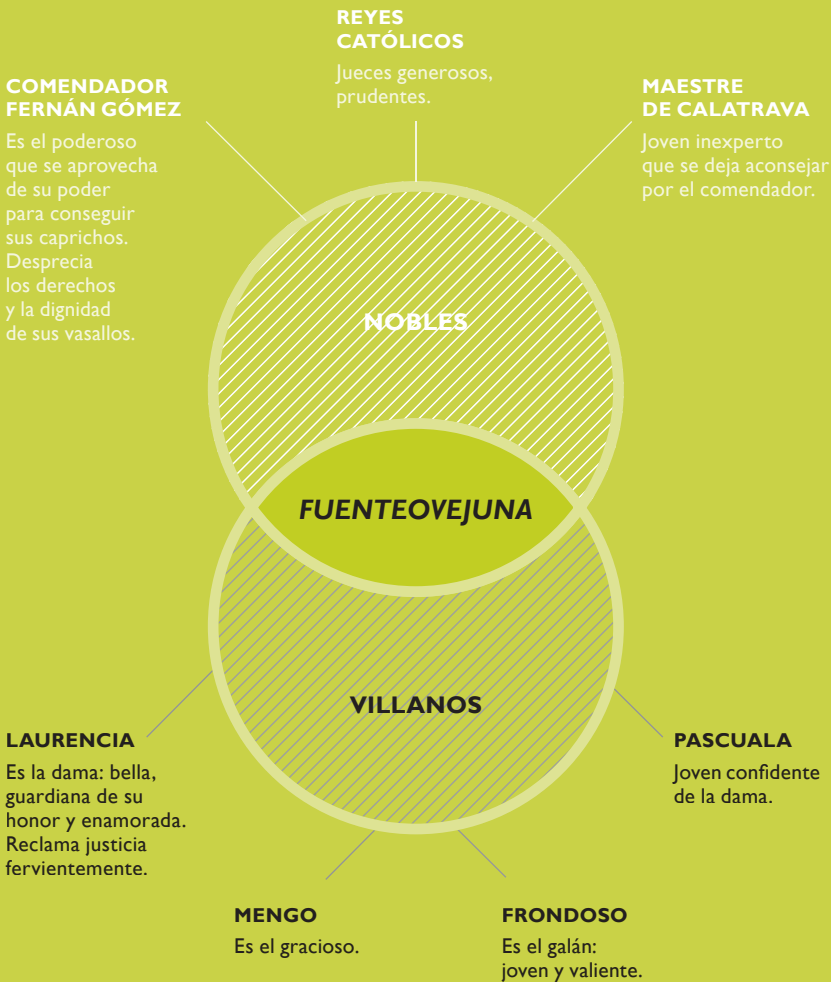 REYES
CATÓLICOS
Jueces generosos,
prudentes.
COMENDADOR
FERNÁN GÓMEZ
Es el poderoso
que se aprovecha
de su poder
para conseguir
sus caprichos.
Desprecia
los derechos
y la dignidad
de sus vasallos.
MAESTRE
DE CALATRAVA
Joven inexperto
que se deja aconsejar
por el comendador.
NOBLES
FUENTEOVEJUNA
VILLANOS
LAURENCIA
Es la dama: bella,
guardiana de su
honor y enamorada.
Reclama justicia
fervientemente.
PASCUALA
Joven confidente
de la dama.
MENGO
Es el gracioso.
FRONDOSO
Es el galán:
joven y valiente.